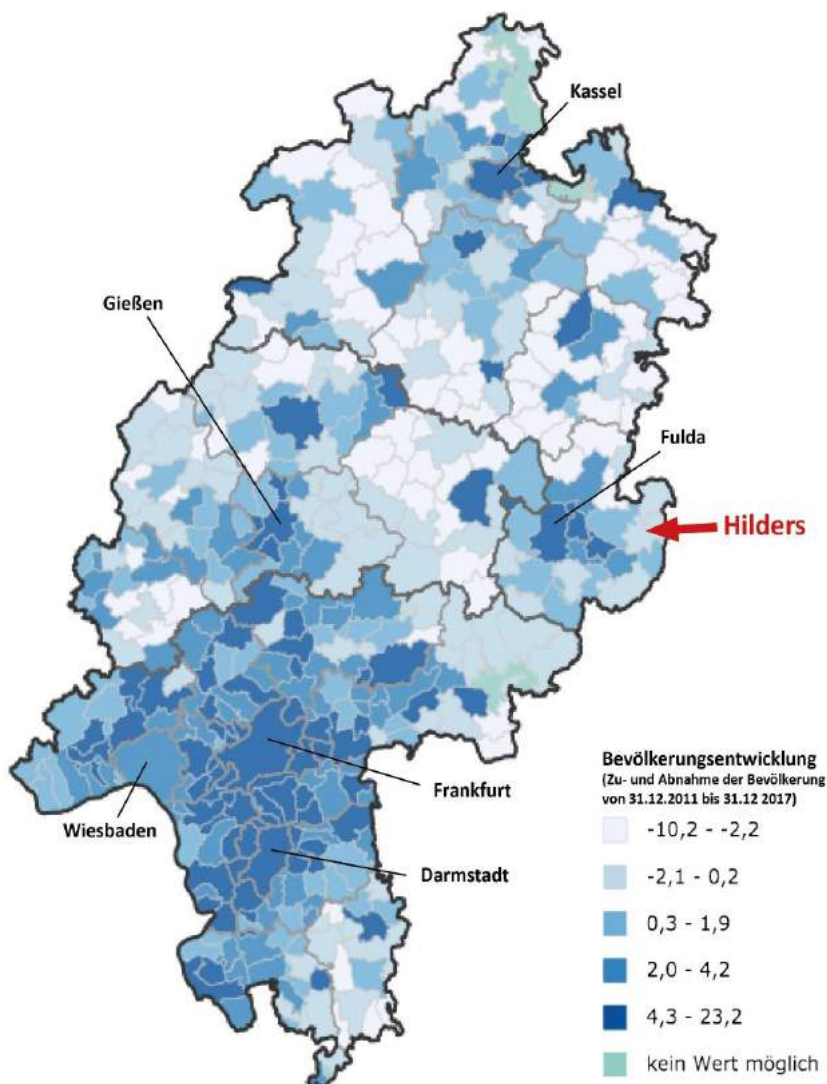 Kassel
Gießen
Fulda
Hilders
Frankfurt
Wiesbaden
Darmstadt
Bevölkerungsentwicklung
(Zu- und Abnahme der Bevölkerung
von 31.12.2011 bis 31.12 2017)
-10,2 - -2,2
-2,1 - 0,2
0,3 - 1,9
2,0 - 4,2
4,3 - 23,2
kein Wert möglich